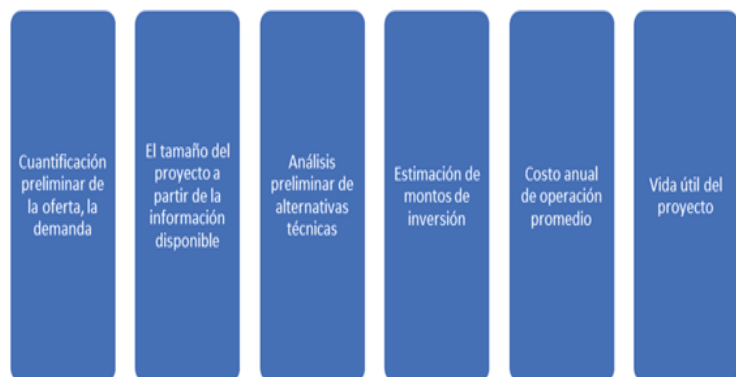 Cuantificación
preliminar de
la oferta, la
demanda
El tamaño del
proyecto a
partir de la
información
disponible
Análisis
preliminar de
alternativas
técnicas
Estimación de
montos de
inversión
Costo anual
de operación
promedio
Vida útil del
proyecto